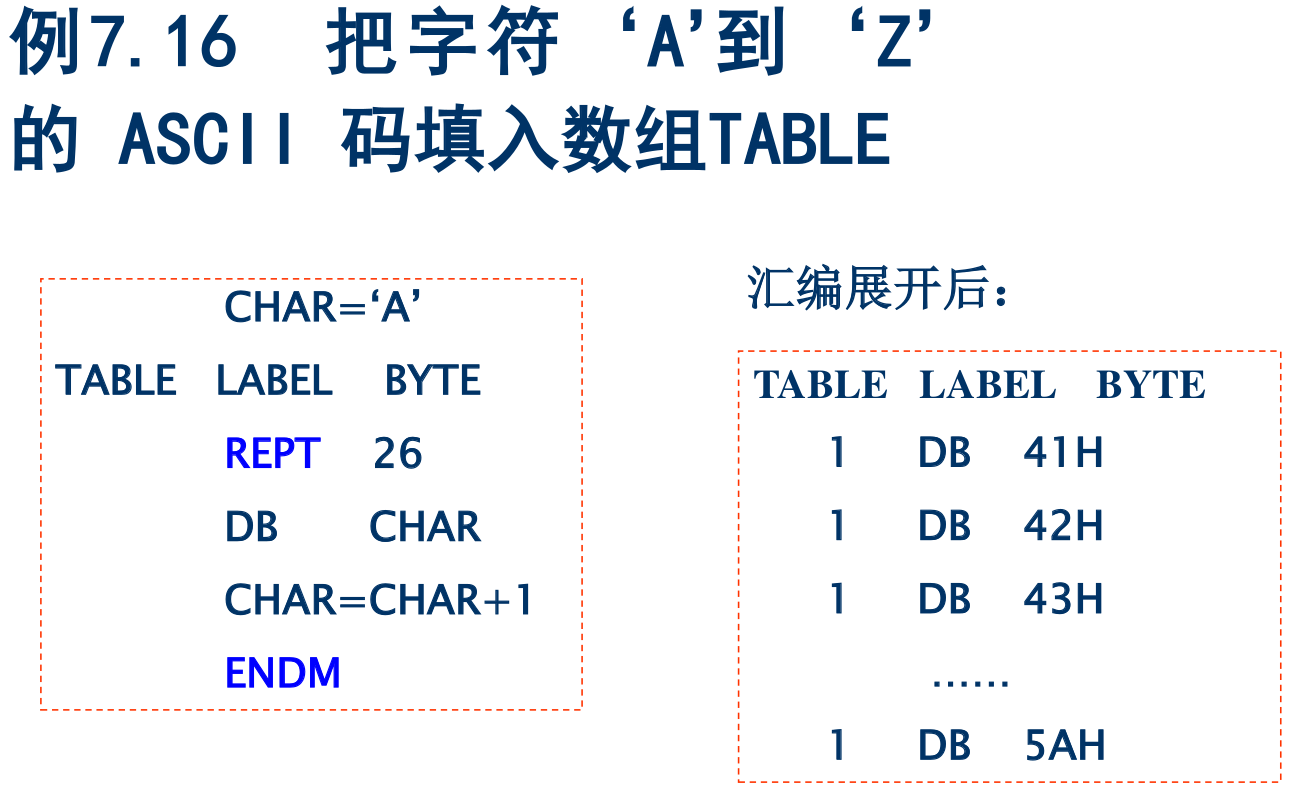 例7.16 把字符‘A’到‘Z’
的 ASCII 码填入数组TABLE
CHAR=‘A’
TABLE LABEL BYTE
REPT 26
DB CHAR
CHAR=CHAR+1
ENDM
汇编展开后：
TABLE LABEL BYTE
1 DB 41H
1 DB 42H
1 DB 43H
……
1 DB 5AH